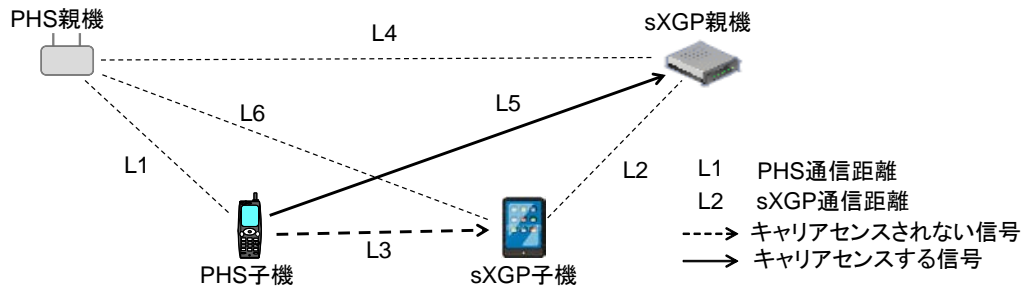 PHS親機
sXGP親機
L4
L6
L5
L1
L2
L3
PHS子機
sXGP子機
L1 PHS通信距離
L2 sXGP通信距離
キャリアセンスされない信号
キャリアセンスする信号